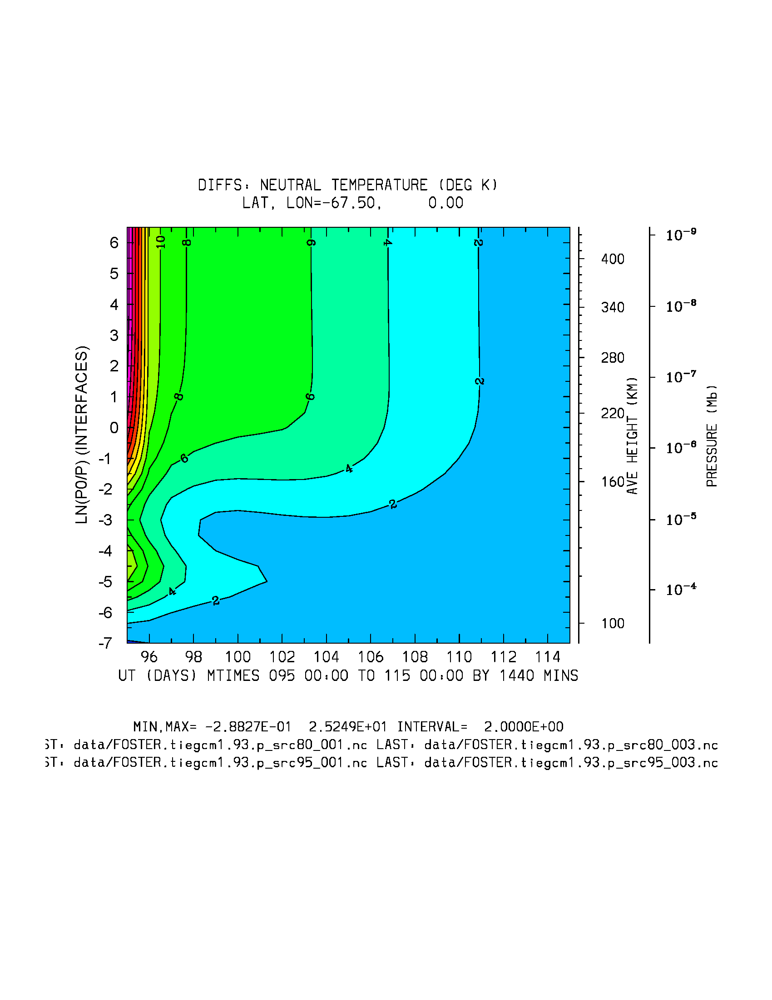 DIFFS: NEUTRAL TEMPERATURE (DEG K)
LAT, LON=-67.50, 0.00
10 8 6 4 2
8 6 2
6 4
2
4 2
LN(P0/P) (INTERFACES)
6
5
4
3
2
1
0
-1
-2
-3
-4
-5
-6
-7
400
340
280
220
160
100
AVE HEIGHT (KM)
10⁻⁹
10⁻⁸
10⁻⁷
10⁻⁶
10⁻⁵
10⁻⁴
PRESSURE (Mb)
96 98 100 102 104 106 108 110 112 114
UT (DAYS) MTIMES 095 00:00 TO 115 00:00 BY 1440 MINS
MIN,MAX= -2.8827E-01 2.5249E+01 INTERVAL= 2.0000E+00
ST: data/FOSTER.tiegcm1.93.p_src80_001.nc LAST: data/FOSTER.tiegcm1.93.p_src80_003.nc
ST: data/FOSTER.tiegcm1.93.p_src95_001.nc LAST: data/FOSTER.tiegcm1.93.p_src95_003.nc